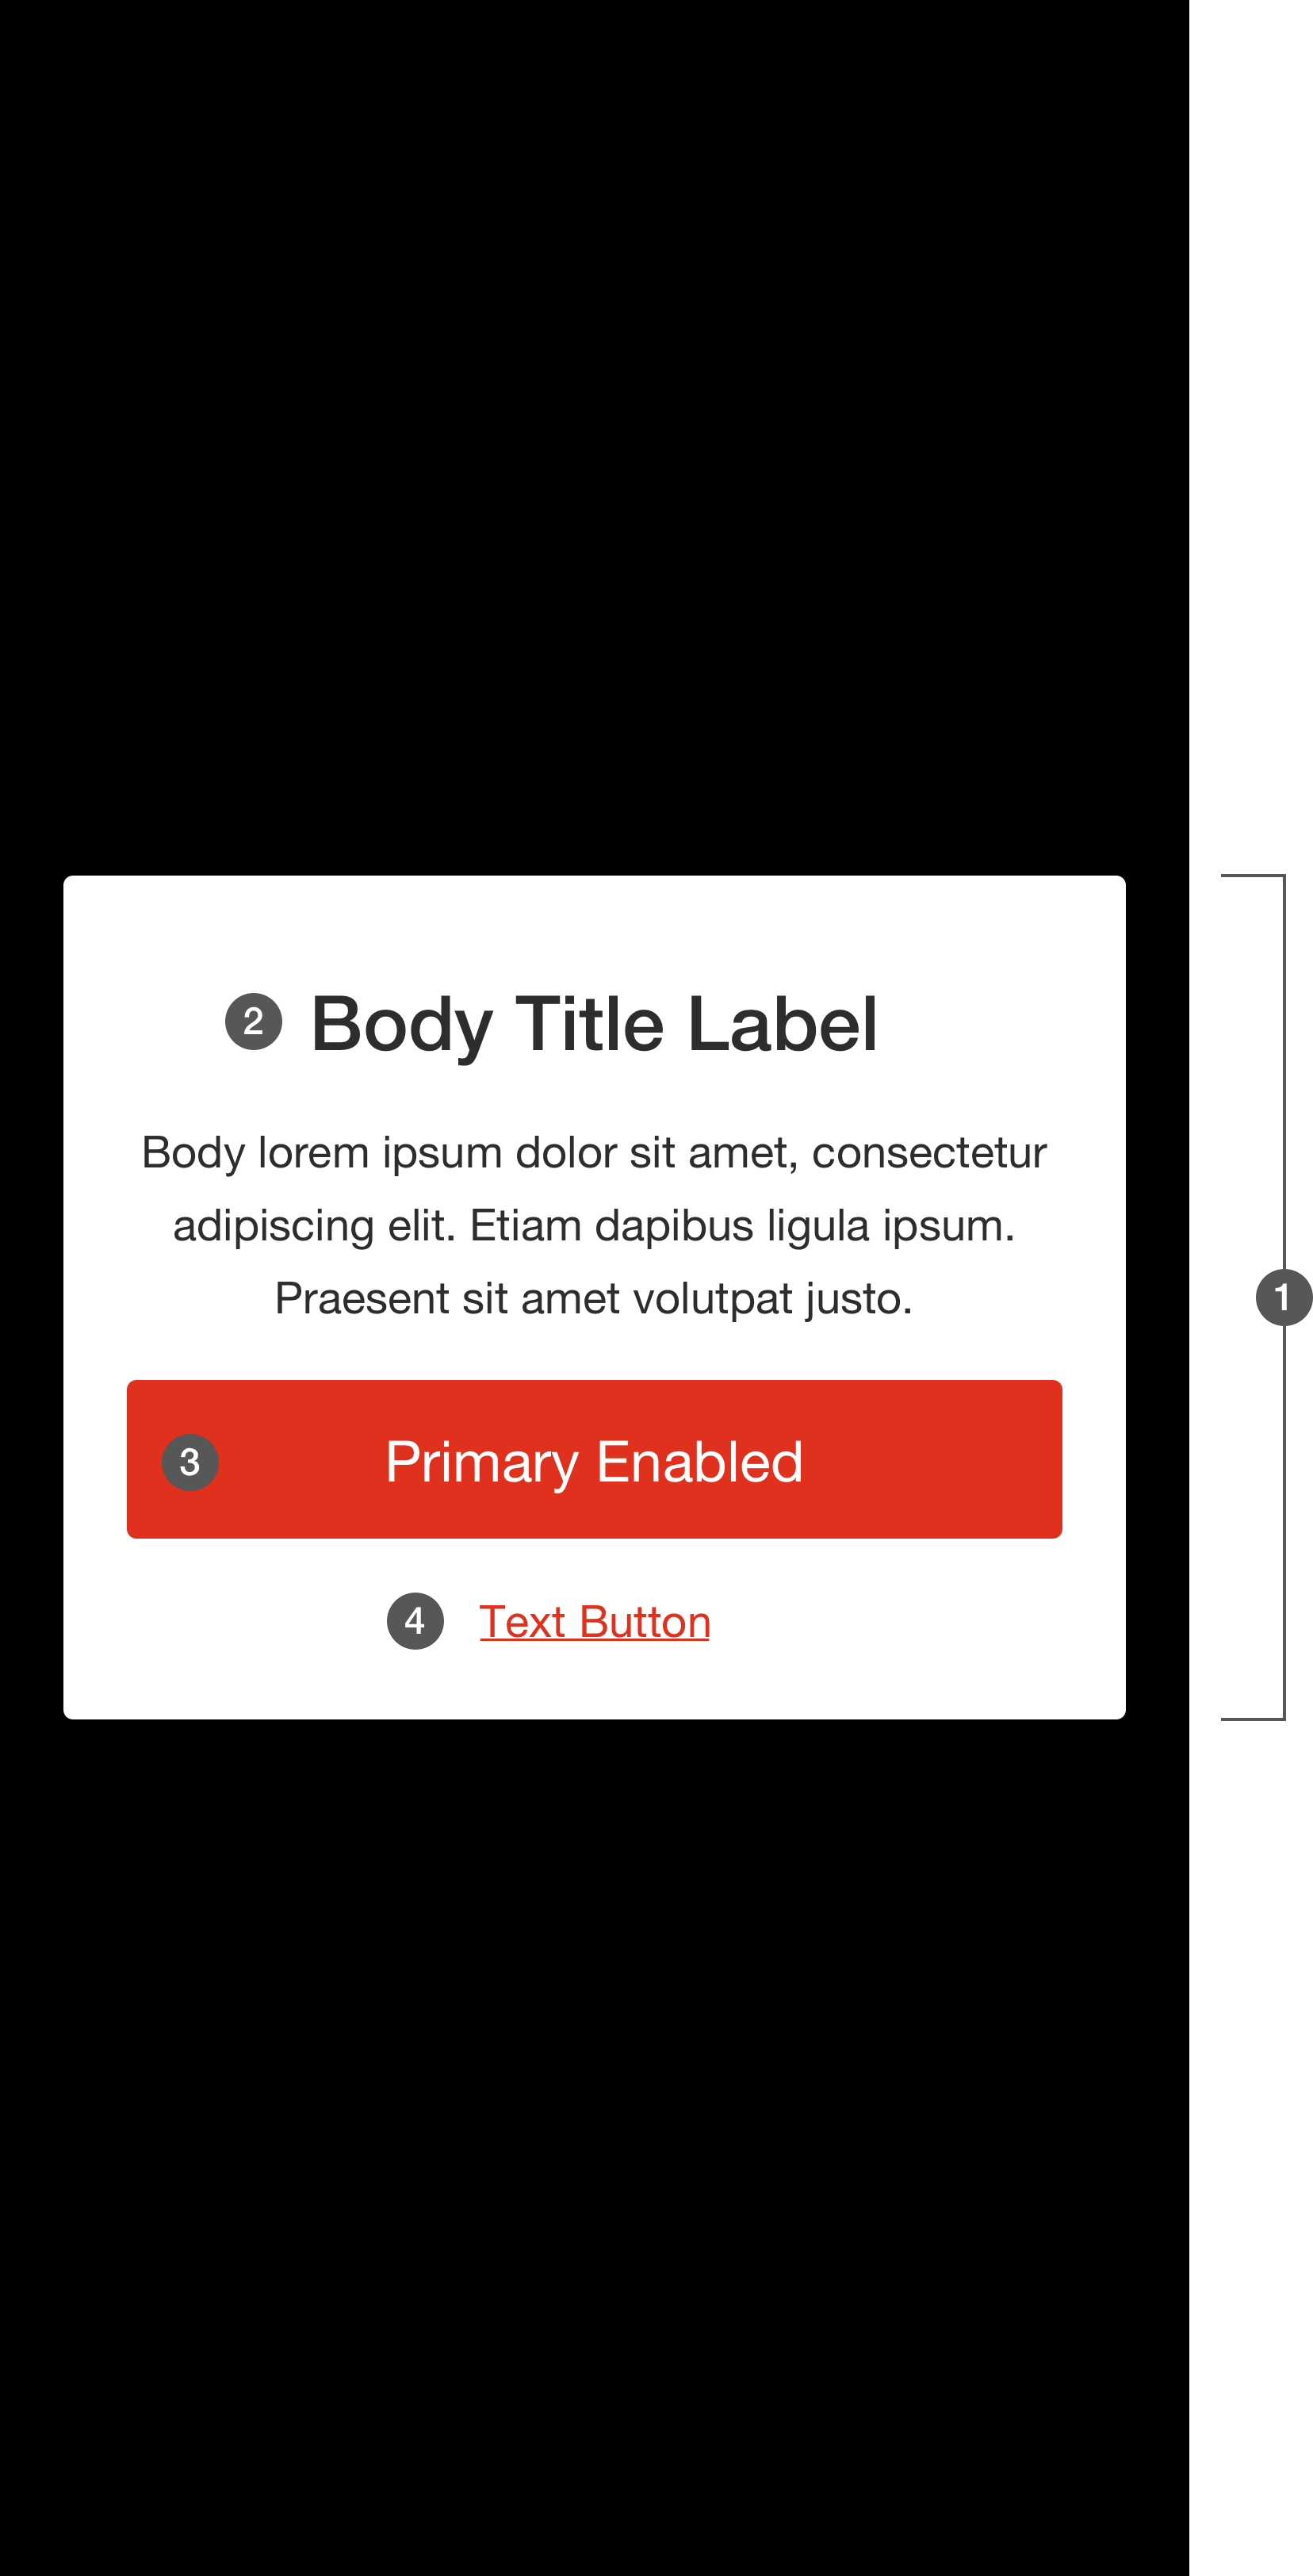 2 Body Title Label
Body lorem ipsum dolor sit amet, consectetur
adipiscing elit. Etiam dapibus ligula ipsum.
Praesent sit amet volutpat justo.
1
3 Primary Enabled
4 Text Button